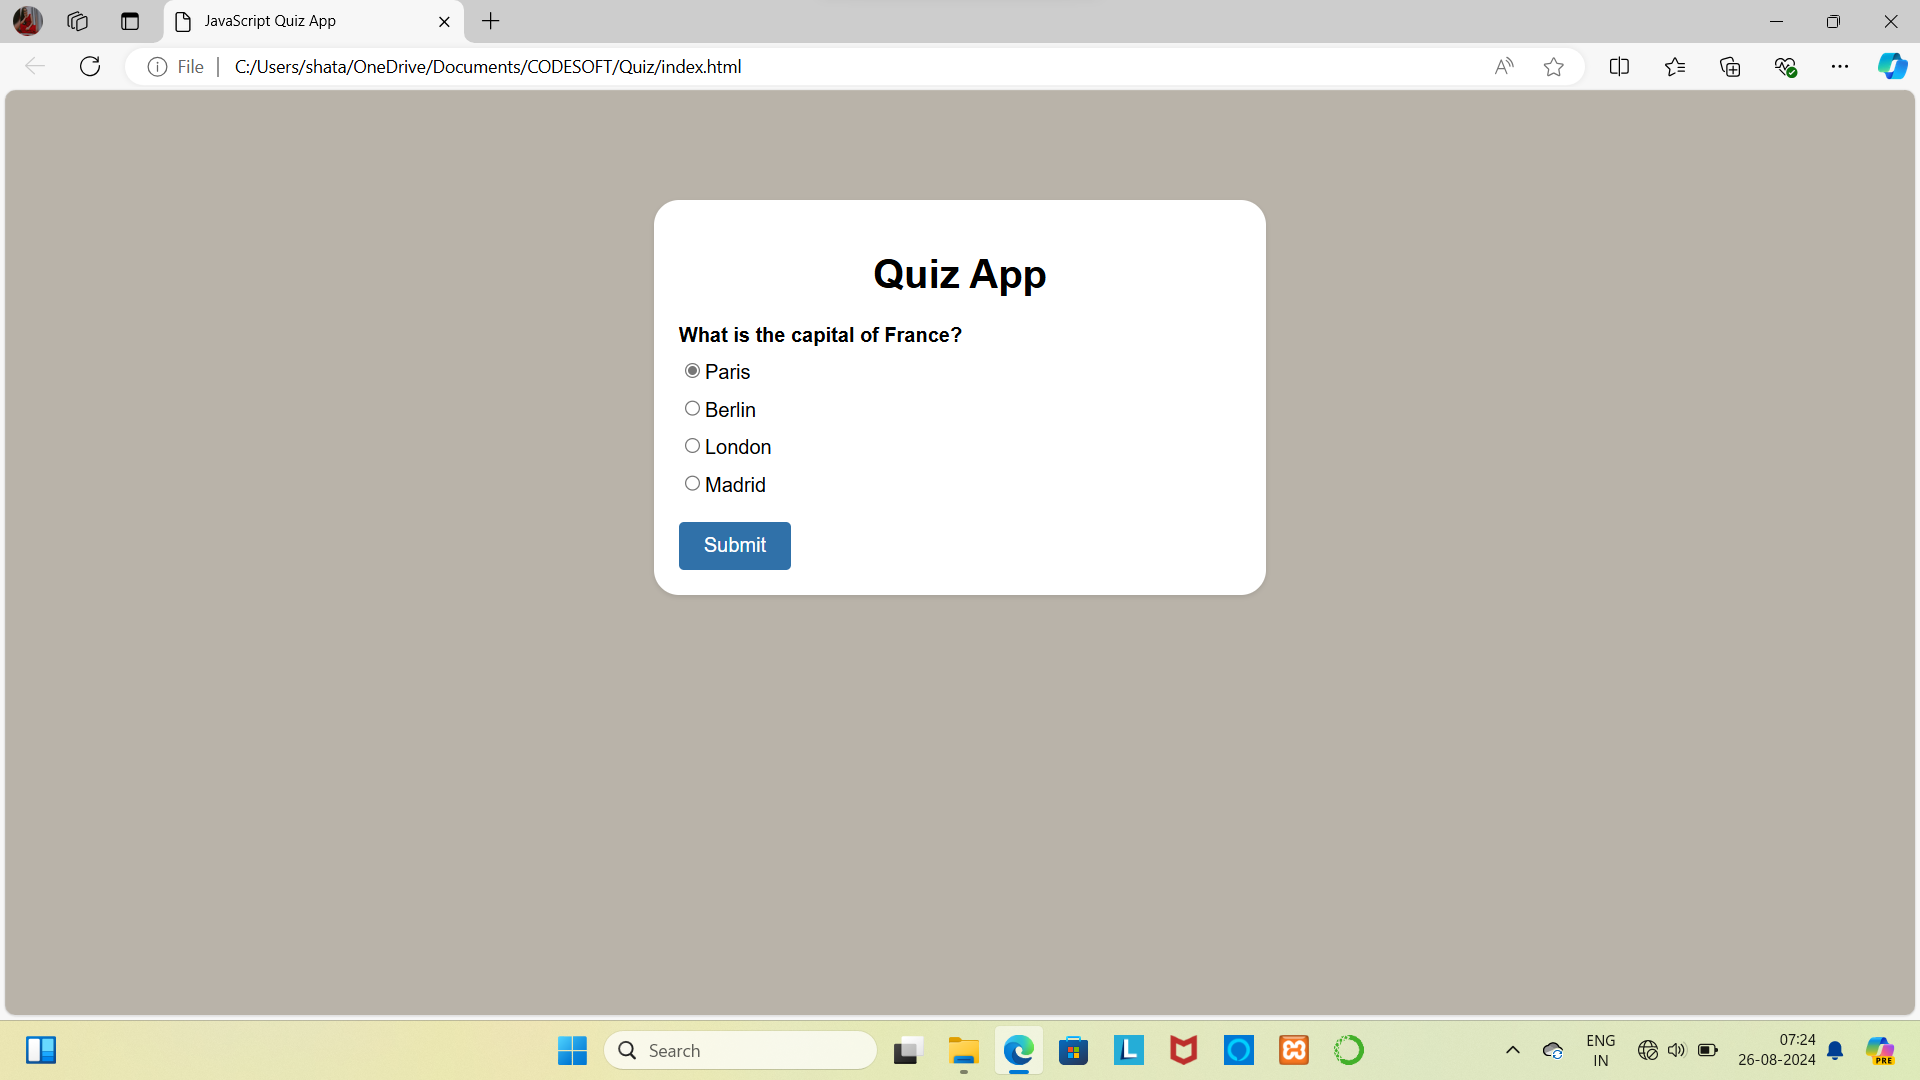 JavaScript Quiz App
File
C:/Users/shata/OneDrive/Documents/CODESOFT/Quiz/index.html
Quiz App
What is the capital of France?
Paris
Berlin
London
Madrid
Submit
Search
L
ENG
IN
07:24
26-08-2024
PRE